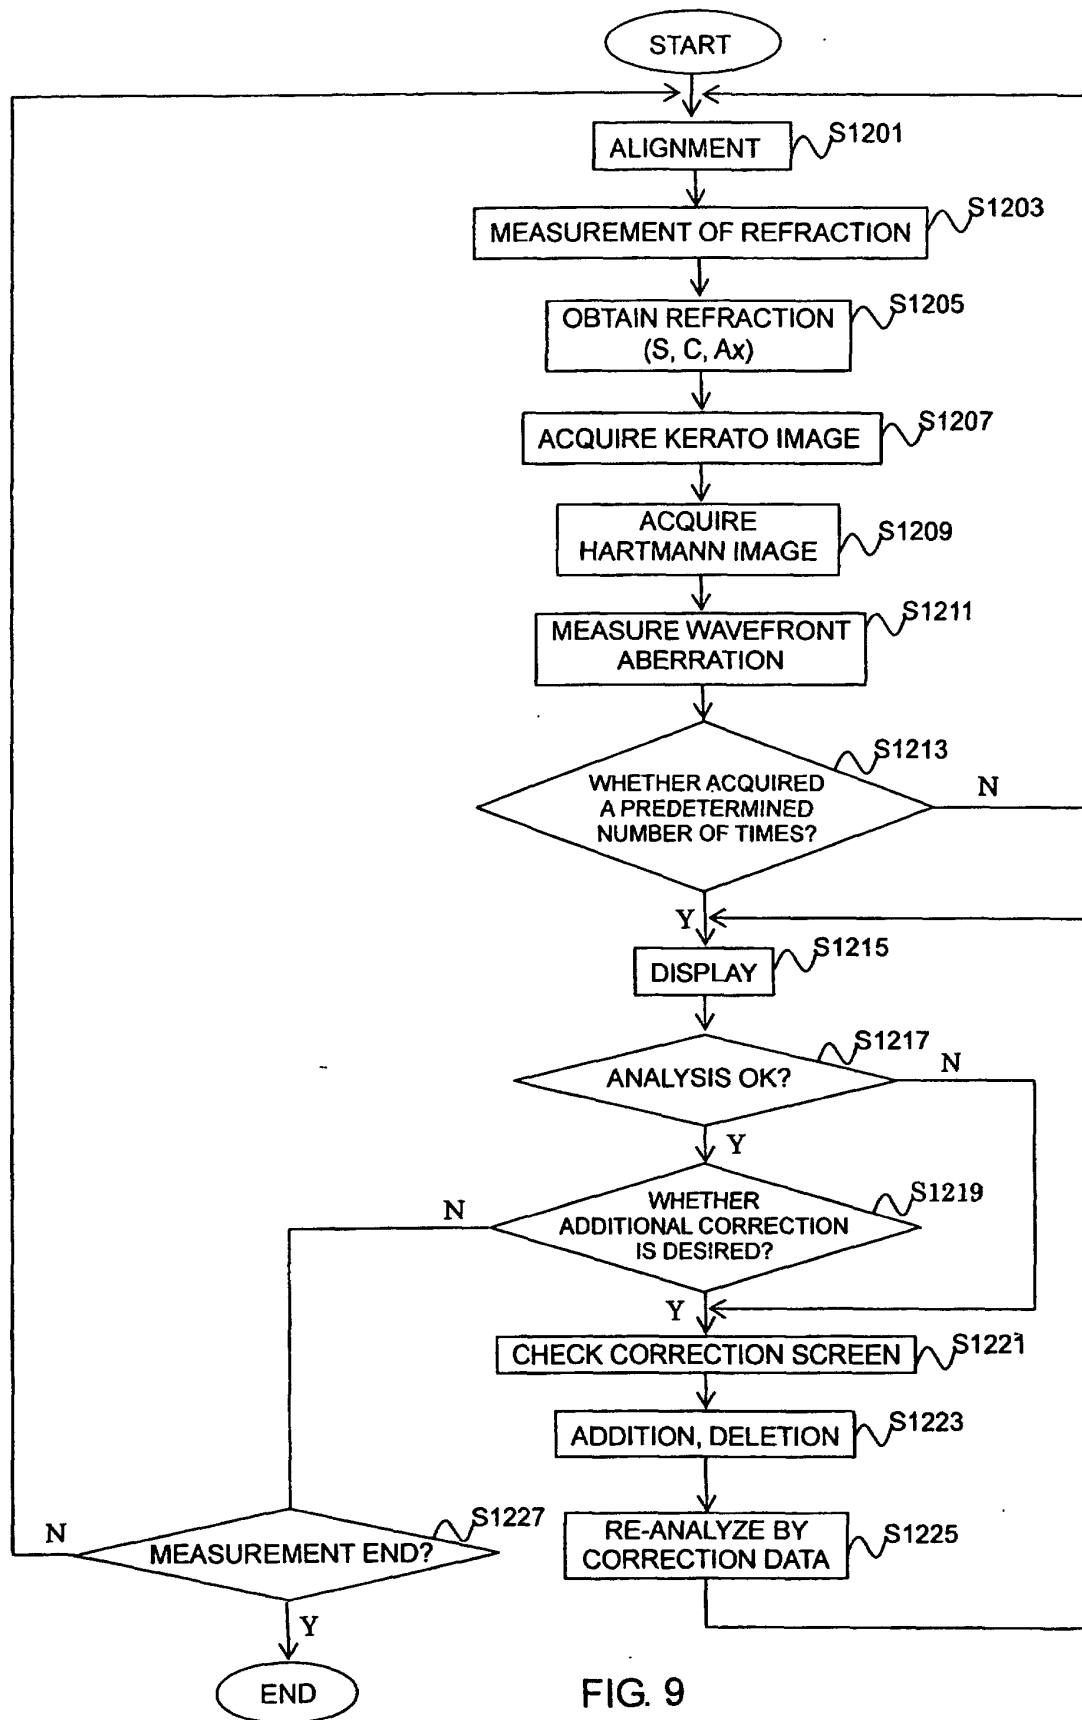 START
ALIGNMENT
S1201
MEASUREMENT OF REFRACTION
S1203
OBTAIN REFRACTION
(S, C, Ax)
S1205
ACQUIRE KERATO IMAGE
S1207
ACQUIRE
HARTMANN IMAGE
S1209
MEASURE WAVEFRONT
ABERRATION
S1211
WHETHER ACQUIRED
A PREDETERMINED
NUMBER OF TIMES?
S1213
N
Y
DISPLAY
S1215
ANALYSIS OK?
S1217
N
Y
WHETHER
ADDITIONAL CORRECTION
IS DESIRED?
S1219
N
Y
CHECK CORRECTION SCREEN
S1221
ADDITION, DELETION
S1223
RE-ANALYZE BY
CORRECTION DATA
S1225
MEASUREMENT END?
S1227
N
Y
END
FIG. 9